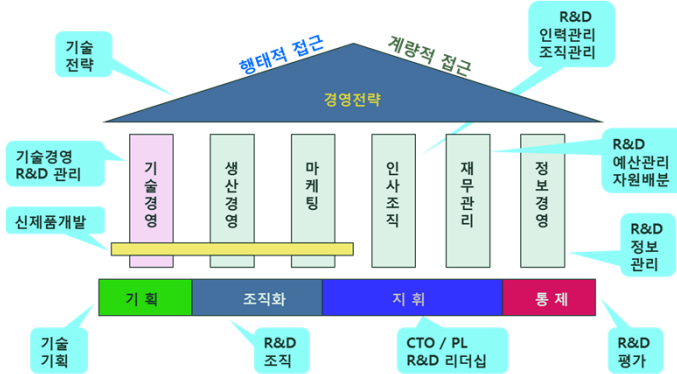 기술
전략
행태적 접근
계량적 접근
R&D
인력관리
조직관리
경영전략
기술경영
R&D 관리
기술경영
생산경영
마케팅
인사조직
재무관리
정보경영
R&D
예산관리
자원배분
신제품개발
R&D
정보
관리
기 획
조직화
지 휘
통 제
기술
기획
R&D
조직
CTO / PL
R&D 리더십
R&D
평가